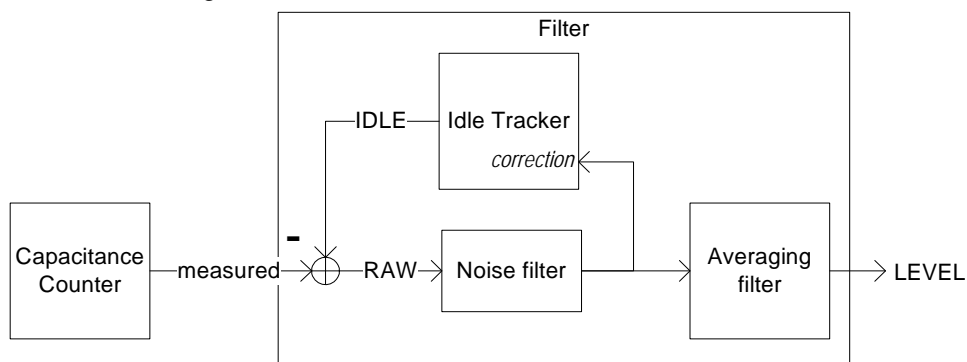 Filter
IDLE
Idle Tracker
correction
Capacitance
Counter
measured
-
RAW
Noise filter
Averaging
filter
LEVEL